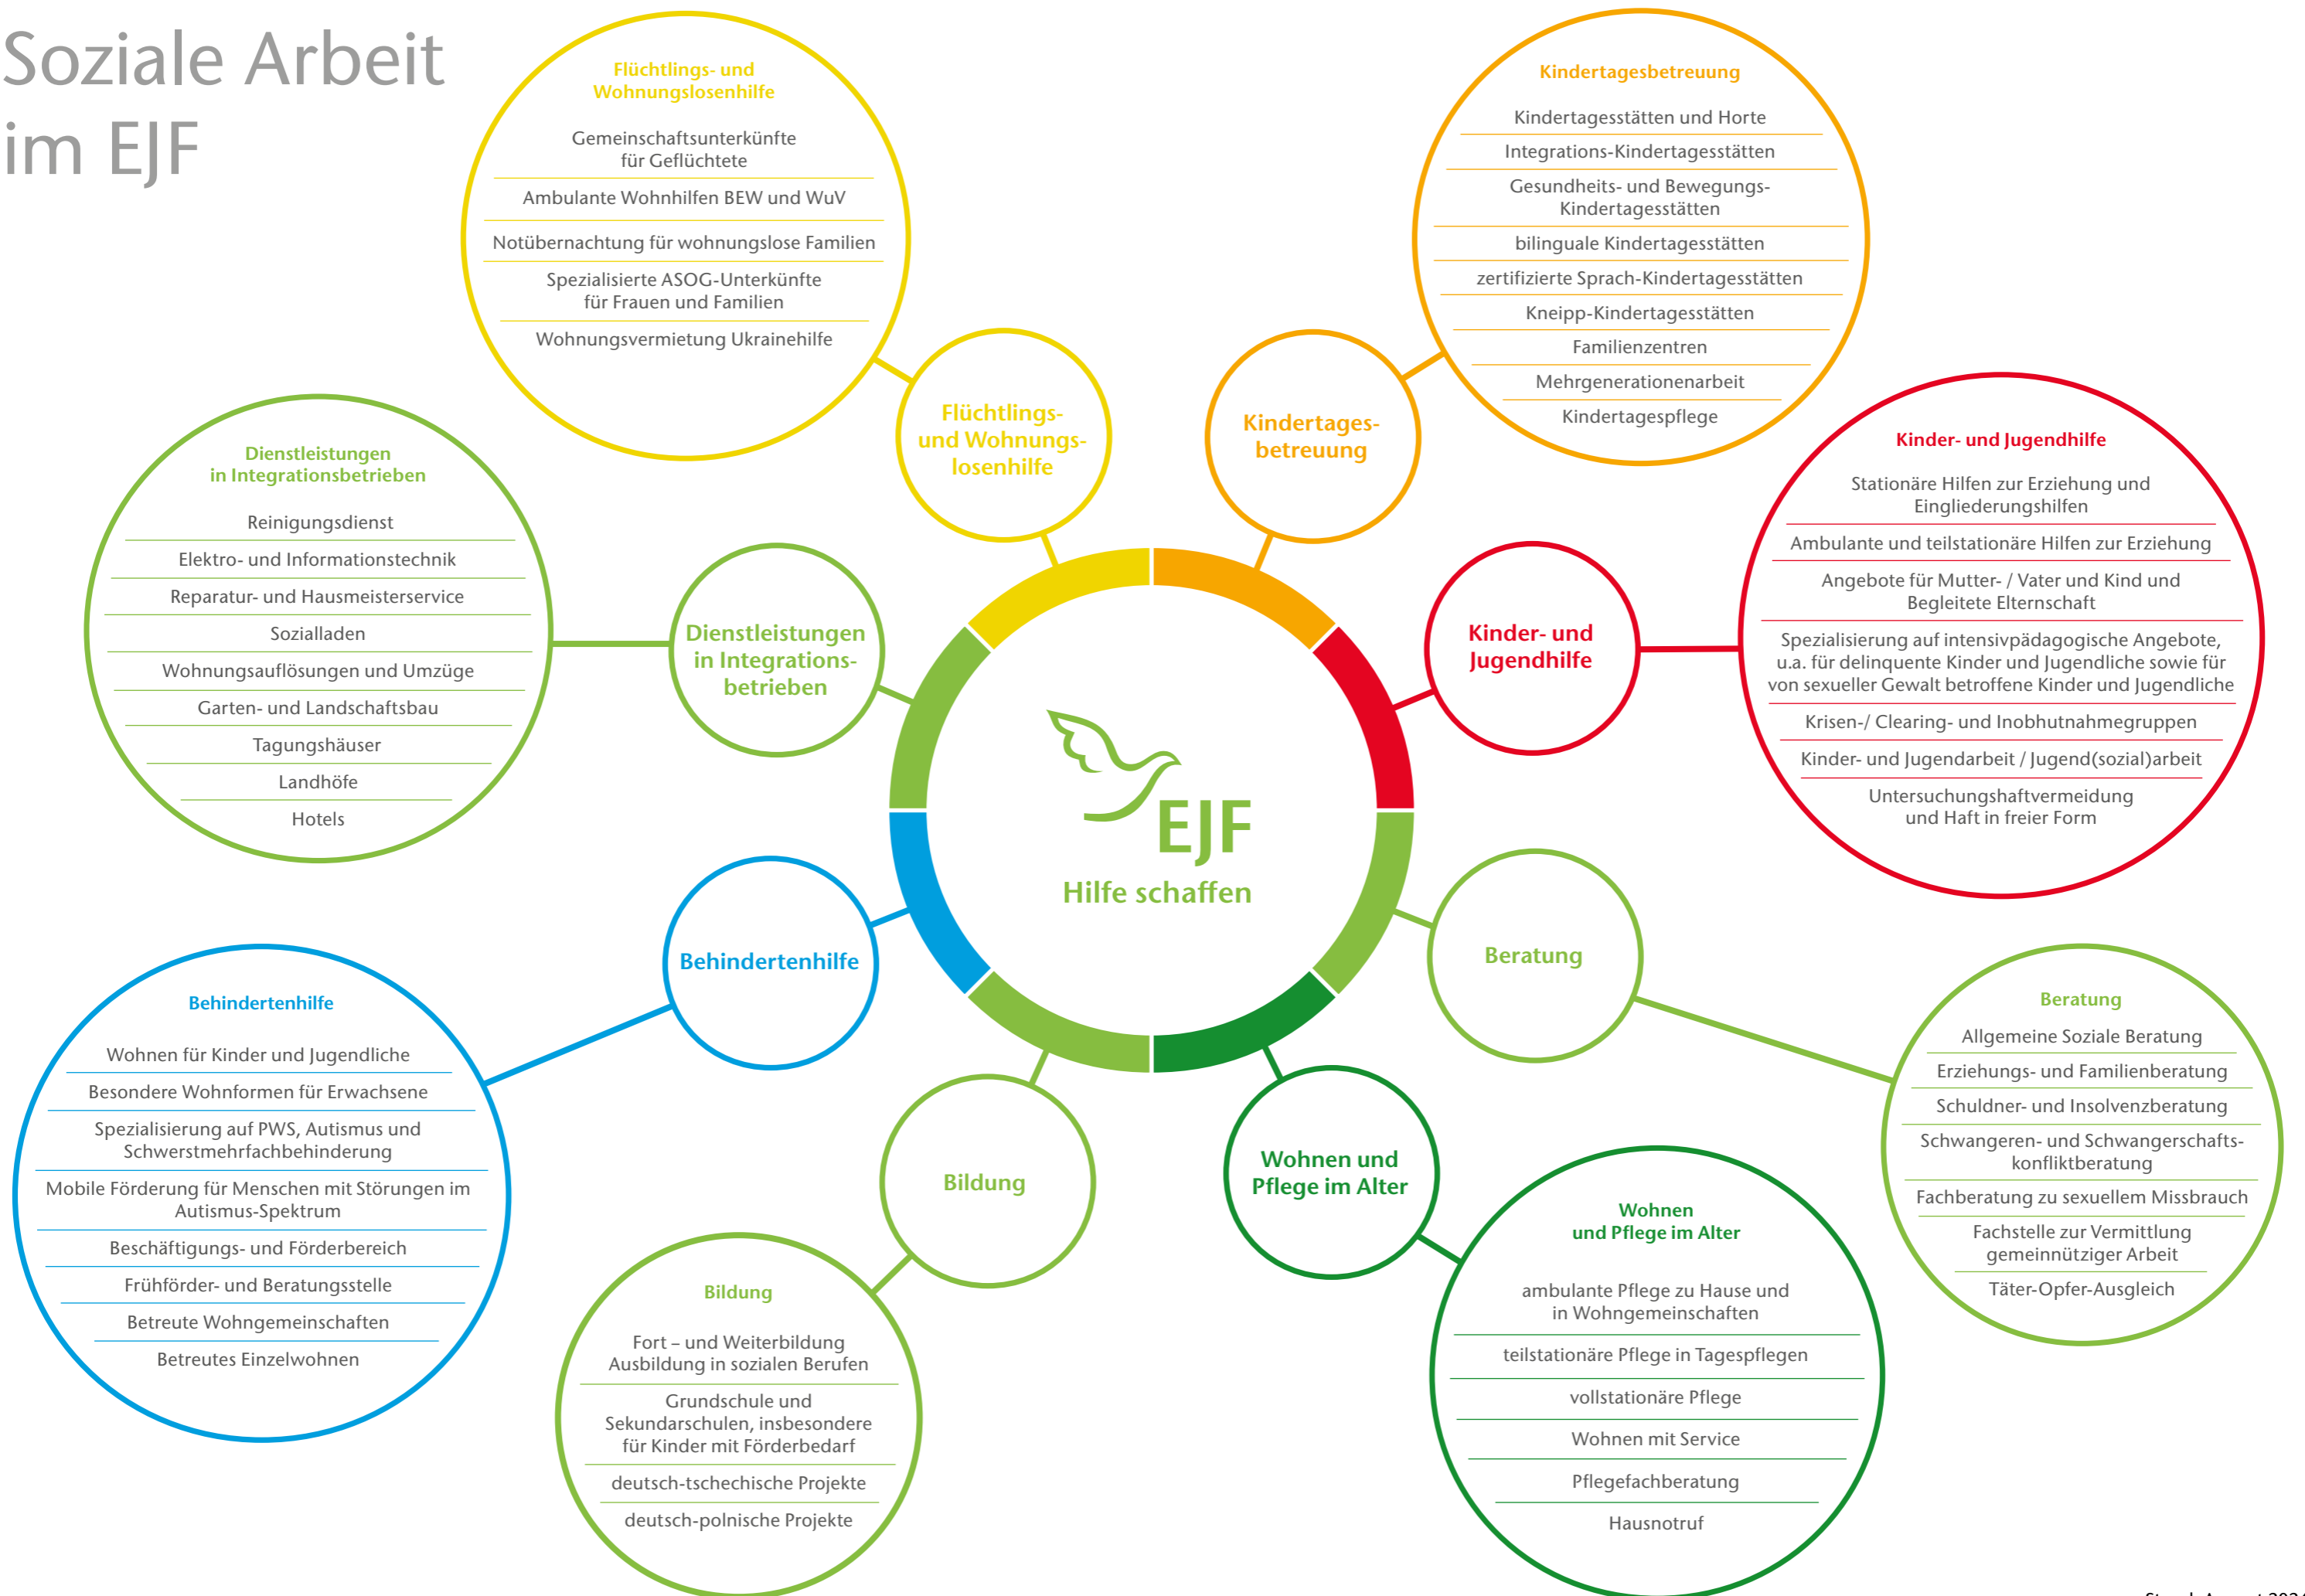 Soziale Arbeit
im EJF
Flüchtlings- und
Wohnungslosenhilfe
Gemeinschaftsunterkünfte
für Geflüchtete
Ambulante Wohnhilfen BEW und WuV
Notübernachtung für wohnungslose Familien
Spezialisierte ASOG-Unterkünfte
für Frauen und Familien
Wohnungsvermietung Ukrainehilfe
Flüchtlings-
und Wohnungs-
losenhilfe
Kindertagesbetreuung
Kindertagesstätten und Horte
Integrations-Kindertagesstätten
Gesundheits- und Bewegungs-
Kindertagesstätten
bilinguale Kindertagesstätten
zertifizierte Sprach-Kindertagesstätten
Kneipp-Kindertagesstätten
Familienzentren
Mehrgenerationenarbeit
Kindertagespflege
Kindertages-
betreuung
Kinder- und Jugendhilfe
Stationäre Hilfen zur Erziehung und
Eingliederungshilfen
Ambulante und teilstationäre Hilfen zur Erziehung
Angebote für Mutter- / Vater und Kind und
Begleitete Elternschaft
Spezialisierung auf intensivpädagogische Angebote,
u.a. für delinquente Kinder und Jugendliche sowie für
von sexueller Gewalt betroffene Kinder und Jugendliche
Krisen-/ Clearing- und Inobhutnahmegruppen
Kinder- und Jugendarbeit / Jugend(sozial)arbeit
Untersuchungshaftvermeidung
und Haft in freier Form
Kinder- und
Jugendhilfe
Dienstleistungen
in Integrationsbetrieben
Reinigungsdienst
Elektro- und Informationstechnik
Reparatur- und Hausmeisterservice
Sozialladen
Wohnungsauflösungen und Umzüge
Garten- und Landschaftsbau
Tagungshäuser
Landhöfe
Hotels
Dienstleistungen
in Integrations-
betrieben
EJF
Hilfe schaffen
Behindertenhilfe
Behindertenhilfe
Wohnen für Kinder und Jugendliche
Besondere Wohnformen für Erwachsene
Spezialisierung auf PWS, Autismus und
Schwerstmehrfachbehinderung
Mobile Förderung für Menschen mit Störungen im
Autismus-Spektrum
Beschäftigungs- und Förderbereich
Frühförder- und Beratungsstelle
Betreute Wohngemeinschaften
Betreutes Einzelwohnen
Beratung
Beratung
Allgemeine Soziale Beratung
Erziehungs- und Familienberatung
Schuldner- und Insolvenzberatung
Schwangeren- und Schwangerschafts-
konfliktberatung
Fachberatung zu sexuellem Missbrauch
Fachstelle zur Vermittlung
gemeinnütziger Arbeit
Täter-Opfer-Ausgleich
Bildung
Bildung
Fort – und Weiterbildung
Ausbildung in sozialen Berufen
Grundschule und
Sekundarschulen, insbesondere
für Kinder mit Förderbedarf
deutsch-tschechische Projekte
deutsch-polnische Projekte
Wohnen und
Pflege im Alter
Wohnen
und Pflege im Alter
ambulante Pflege zu Hause und
in Wohngemeinschaften
teilstationäre Pflege in Tagespflegen
vollstationäre Pflege
Wohnen mit Service
Pflegefachberatung
Hausnotruf